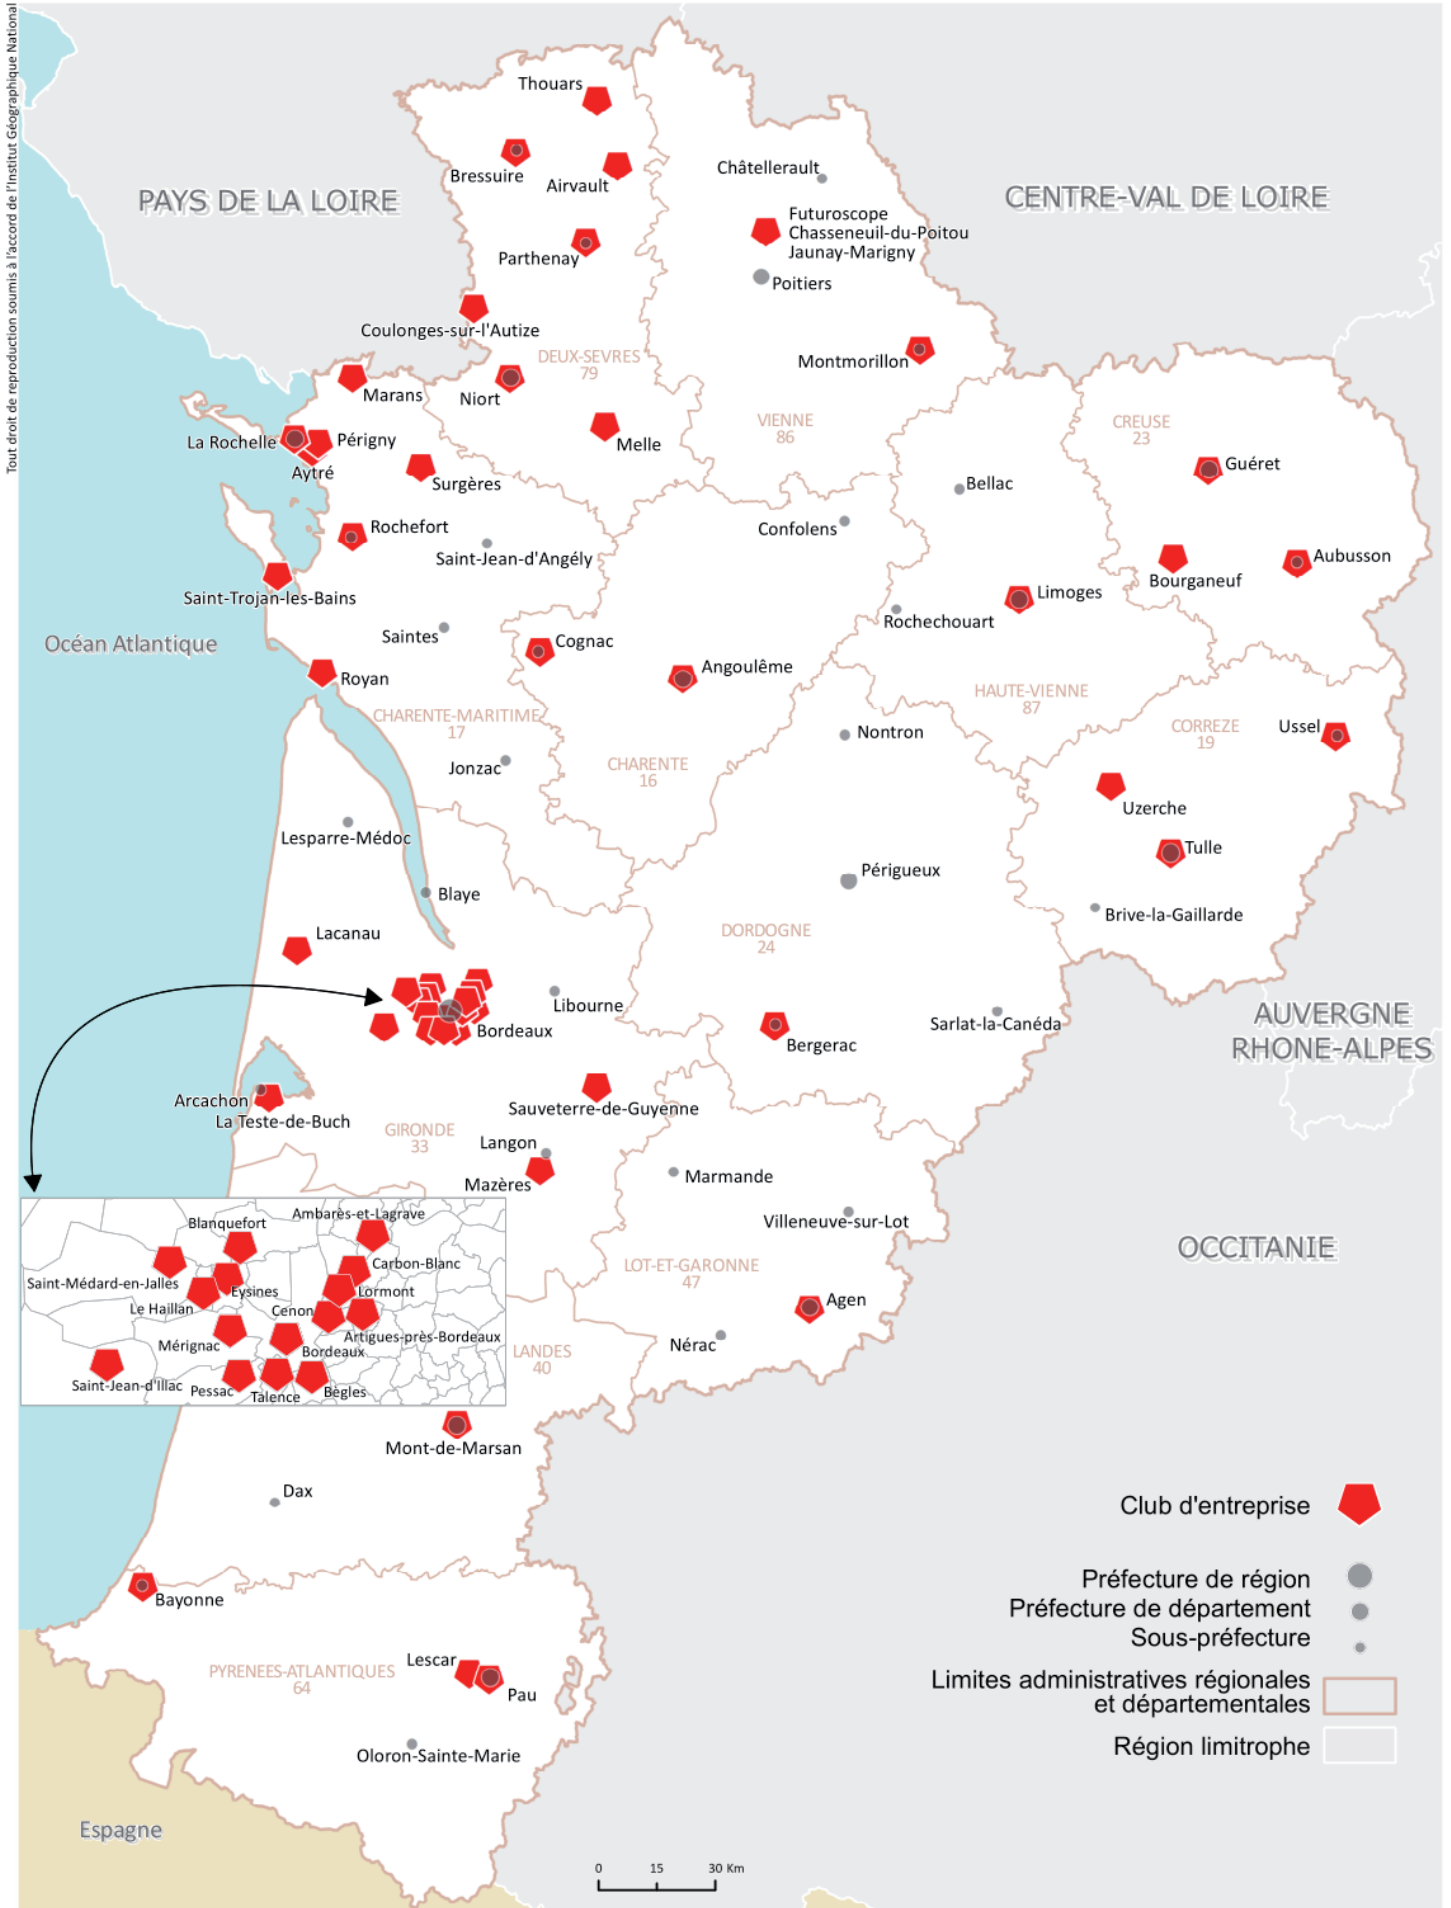 Tout droit de reproduction soumis à l'accord de l'Institut Géographique National
Thouars
Bressuire
Airvault
Châtellerault
PAYS DE LA LOIRE
CENTRE-VAL DE LOIRE
Futuroscope
Chasseneuil-du-Poitou
Jaunay-Marigny
Parthenay
Poitiers
Coulonges-sur-l'Autize
DEUX-SEVRES
79
Montmorillon
Marans
Niort
VIENNE
86
CREUSE
23
La Rochelle
Périgny
Melle
Aytré
Surgères
Guéret
Bellac
Rochefort
Confolens
Saint-Jean-d'Angély
Aubusson
Bourganeuf
Saint-Trojan-les-Bains
Limoges
Rochechouart
Océan Atlantique
Saintes
Cognac
Angoulême
Royan
HAUTE-VIENNE
87
CHARENTE-MARITIME
17
CORREZE
19
Ussel
Nontron
Jonzac
CHARENTE
16
Uzerche
Lesparre-Médoc
Tulle
Périgueux
Blaye
Brive-la-Gaillarde
Lacanau
DORDOGNE
24
Libourne
Bordeaux
Sarlat-la-Canéda
AUVERGNE
RHONE-ALPES
Bergerac
Arcachon
La Teste-de-Buch
Sauveterre-de-Guyenne
GIRONDE
33
Langon
Mazères
Marmande
Villeneuve-sur-Lot
OCCITANIE
Blanquefort
Ambarès-et-Lagrave
Carbon-Blanc
Saint-Médard-en-Jalles
Eysines
Lormont
Le Haillan
Cenon
Artigues-près-Bordeaux
Mérignac
Bordeaux
Saint-Jean-d'Illac
Pessac
Talence
Bègles
LOT-ET-GARONNE
47
Agen
Nérac
LANDES
40
Mont-de-Marsan
Dax
Club d'entreprise
Préfecture de région
Préfecture de département
Sous-préfecture
Limites administratives régionales
et départementales
Région limitrophe
Bayonne
PYRENEES-ATLANTIQUES
64
Lescar
Pau
Oloron-Sainte-Marie
Espagne
0 15 30 Km